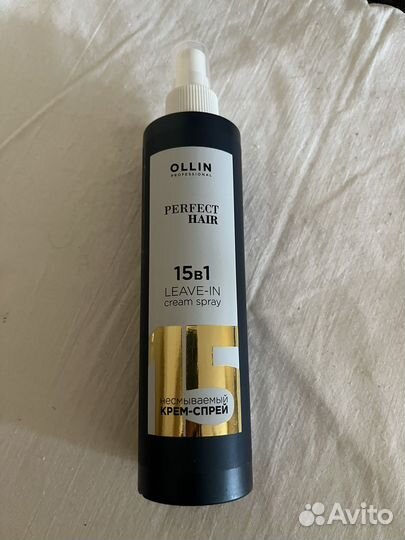 OLLIN
PROFESSIONAL
PERFECT
HAIR
15в1
LEAVE-IN
cream spray
15
несмываемый
КРЕМ-СПРЕЙ
Avito